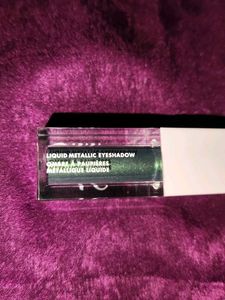 LIQUID METALLIC EYESHADOW
OMBRE À PAUPIÈRES
MÉTALLIQUE LIQUIDE